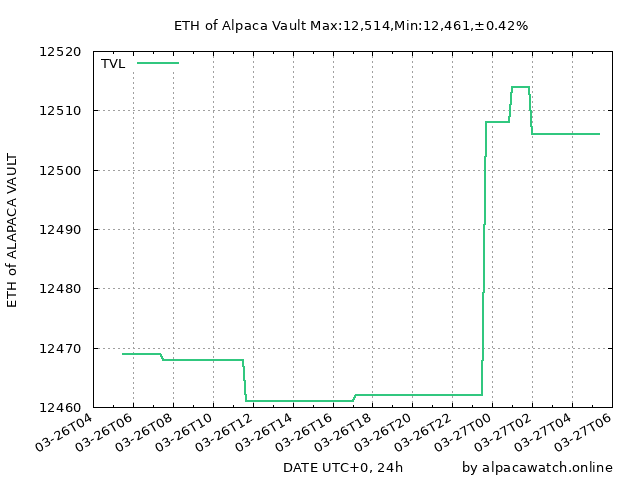 ETH of Alpaca Vault Max:12,514,Min:12,461,±0.42%
TVL
ETH of ALAPACA VAULT
12520
12510
12500
12490
12480
12470
12460
03-26T04
03-26T06
03-26T08
03-26T10
03-26T12
03-26T14
03-26T16
03-26T18
03-26T20
03-26T22
03-27T00
03-27T02
03-27T04
03-27T06
DATE UTC+0, 24h
by alpacawatch.online